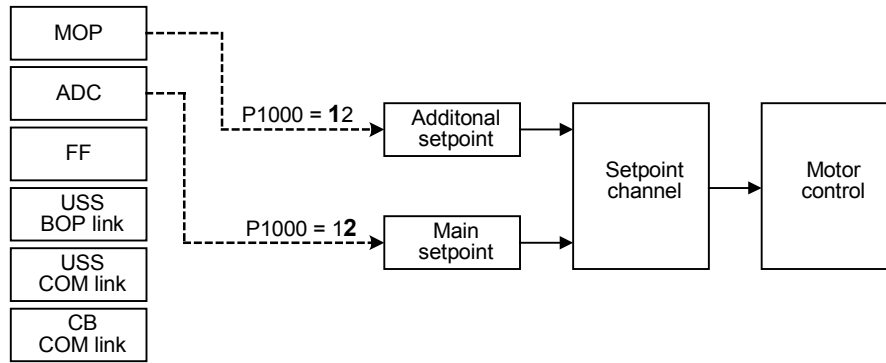 MOP
ADC
FF
USS
BOP link
USS
COM link
CB
COM link
P1000 = 12
P1000 = 12
Additonal
setpoint
Main
setpoint
Setpoint
channel
Motor
control